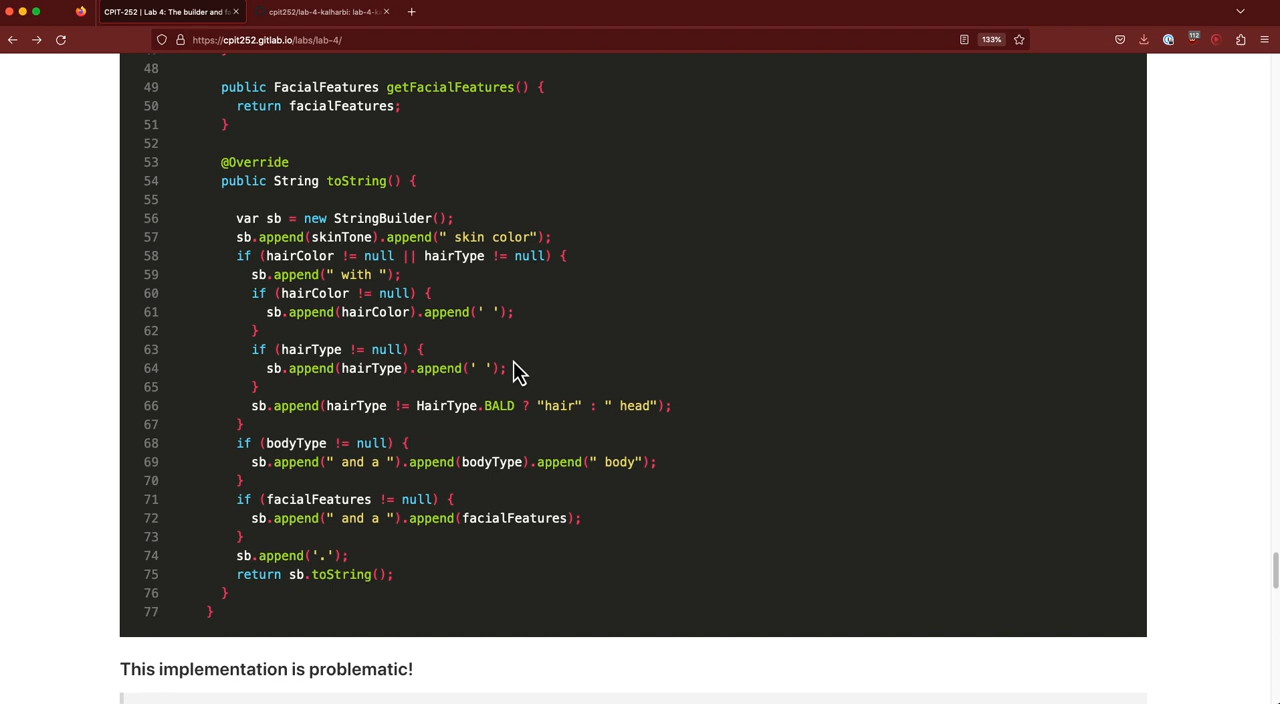 CPIT-252 | Lab 4: The builder and fa
cpit252/lab-4-kalharbi: lab-4-k
https://cpit252.gitlab.io/labs/lab-4/
133%
112
48
49 public FacialFeatures getFacialFeatures() {
50 return facialFeatures;
51 }
52
53 @Override
54 public String toString() {
55
56 var sb = new StringBuilder();
57 sb.append(skinTone).append(" skin color");
58 if (hairColor != null || hairType != null) {
59 sb.append(" with ");
60 if (hairColor != null) {
61 sb.append(hairColor).append(' ');
62 }
63 if (hairType != null) {
64 sb.append(hairType).append(' ');
65 }
66 sb.append(hairType != HairType.BALD ? "hair" : " head");
67 }
68 if (bodyType != null) {
69 sb.append(" and a ").append(bodyType).append(" body");
70 }
71 if (facialFeatures != null) {
72 sb.append(" and a ").append(facialFeatures);
73 }
74 sb.append('.');
75 return sb.toString();
76 }
77 }
This implementation is problematic!